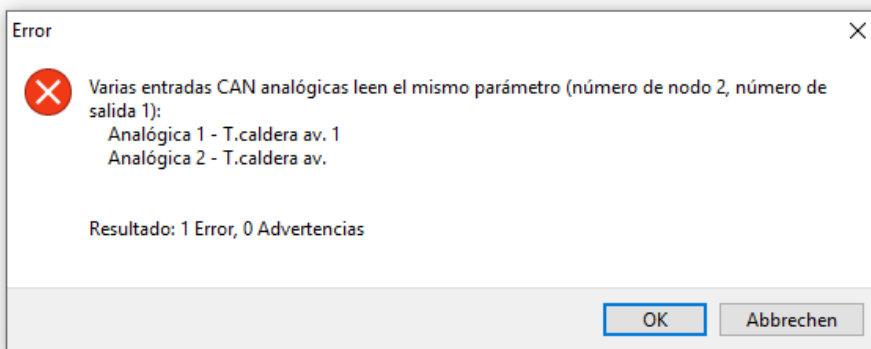 Error
Varias entradas CAN analógicas leen el mismo parámetro (número de nodo 2, número de
salida 1):
Analógica 1 - T.caldera av. 1
Analógica 2 - T.caldera av.
Resultado: 1 Error, 0 Advertencias
OK
Abbrechen